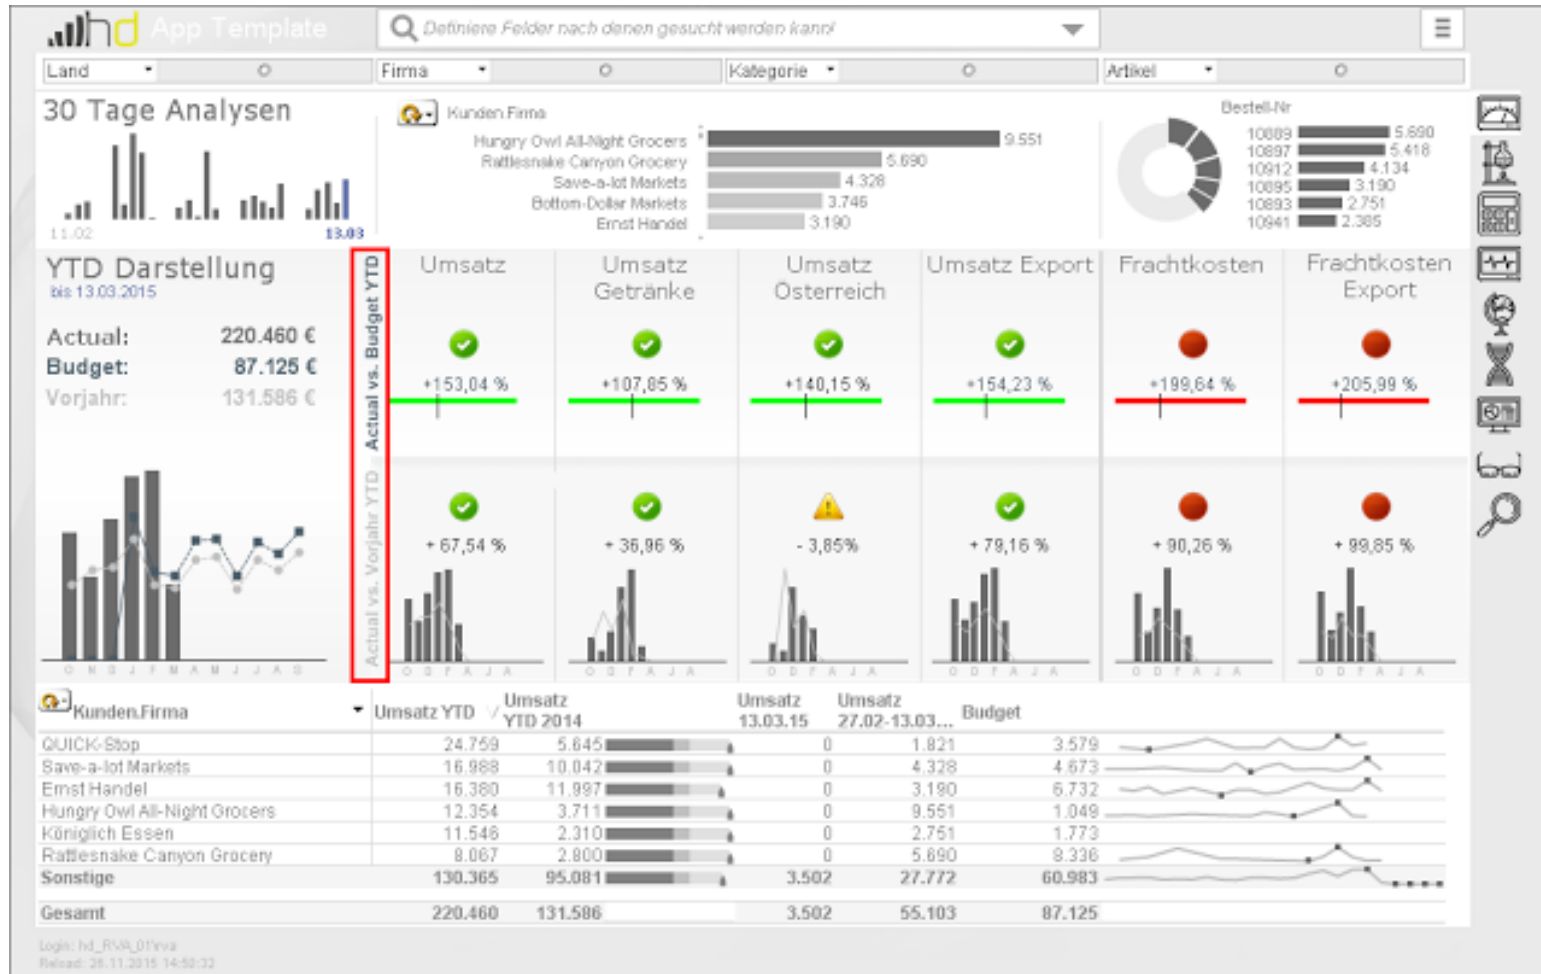 hd App Template
Definiere Felder nach denen gesucht werden kann!
Land Firma Kategorie Artikel
30 Tage Analysen
11.02 13.03
Kunden.Firma
Hungry Owl All-Night Grocers 9.551
Rattlesnake Canyon Grocery 5.690
Save-a-lot Markets 4.328
Bottom-Dollar Markets 3.746
Ernst Handel 3.190
Bestell-Nr
10889 5.690
10897 5.418
10912 4.134
10895 3.190
10893 2.751
10941 2.385
YTD Darstellung
bis 13.03.2015
Actual: 220.460 €
Budget: 87.125 €
Vorjahr: 131.586 €
O N D J F M A M J J A S
Actual vs. Budget YTD
Actual vs. Vorjahr YTD
Umsatz
Umsatz
Getränke
Umsatz
Österreich
Umsatz Export
Frachtkosten
Frachtkosten
Export
+153,04 % +107,85 % +140,15 % +154,23 % +199,64 % +205,99 %
+ 67,54 % + 36,96 % - 3,85% + 79,16 % + 90,26 % + 99,85 %
O D F A J A O D F A J A O D F A J A O D F A J A O D F A J A O D F A J A
Kunden.Firma
Umsatz YTD
Umsatz
YTD 2014
Umsatz
13.03.15
Umsatz
27.02-13.03...
Budget
QUICK-Stop 24.759 5.645 0 1.821 3.579
Save-a-lot Markets 16.988 10.042 0 4.328 4.673
Ernst Handel 16.380 11.997 0 3.190 6.732
Hungry Owl All-Night Grocers 12.354 3.711 0 9.551 1.049
Königlich Essen 11.546 2.310 0 2.751 1.773
Rattlesnake Canyon Grocery 8.067 2.800 0 5.690 8.336
Sonstige 130.365 95.081 3.502 27.772 60.983
Gesamt 220.460 131.586 3.502 55.103 87.125
Login: hd_RVA_01\rva
Reload: 26.11.2015 14:50:32